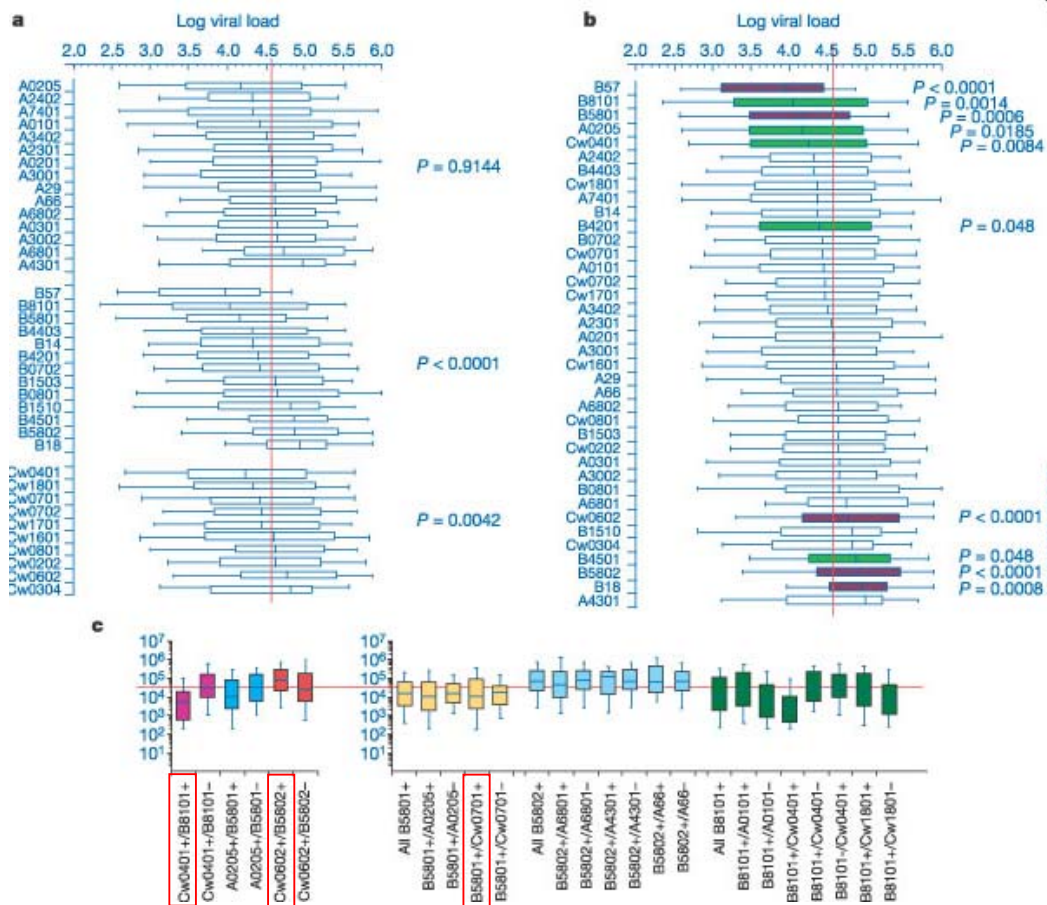 a
Log viral load
2.0 2.5 3.0 3.5 4.0 4.5 5.0 5.5 6.0
A0205
A2402
A7401
A0101
A3402
A2301
A0201
A3001
A29
A66
A6802
A0301
A3002
A6801
A4301
P = 0.9144
B57
B8101
B5801
B4403
B14
B4201
B0702
B1503
B0801
B1510
B4501
B5802
B18
P < 0.0001
Cw0401
Cw1801
Cw0701
Cw0702
Cw1701
Cw1601
Cw0801
Cw0202
Cw0602
Cw0304
P = 0.0042
b
Log viral load
2.0 2.5 3.0 3.5 4.0 4.5 5.0 5.5 6.0
B57 P < 0.0001
B8101 P = 0.0014
B5801 P = 0.0006
A0205 P = 0.0185
Cw0401 P = 0.0084
A2402
B4403
Cw1801
A7401
B14
B4201 P = 0.048
B0702
Cw0701
A0101
Cw0702
Cw1701
A3402
A2301
A0201
A3001
Cw1601
A29
A66
A6802
Cw0801
B1503
Cw0202
A0301
A3002
B0801
A6801
Cw0602 P < 0.0001
B1510
Cw0304
B4501 P = 0.048
B5802 P < 0.0001
B18 P = 0.0008
A4301
c
10⁷
10⁶
10⁵
10⁴
10³
10²
10¹
Cw0401+/B8101+
Cw0401+/B8101−
A0205+/B5801+
A0205+/B5801−
Cw0602+/B5802+
Cw0602+/B5802−
10⁷
10⁶
10⁵
10⁴
10³
10²
10¹
All B5801+
B5801+/A0205+
B5801+/A0205−
B5801+/Cw0701+
B5801+/Cw0701−
All B5802+
B5802+/A6801+
B5802+/A6801−
B5802+/A4301+
B5802+/A4301−
B5802+/A66+
B5802+/A66−
All B8101+
B8101+/A0101+
B8101+/A0101−
B8101+/Cw0401+
B8101+/Cw0401−
B8101−/Cw0401+
B8101+/Cw1801+
B8101+/Cw1801−